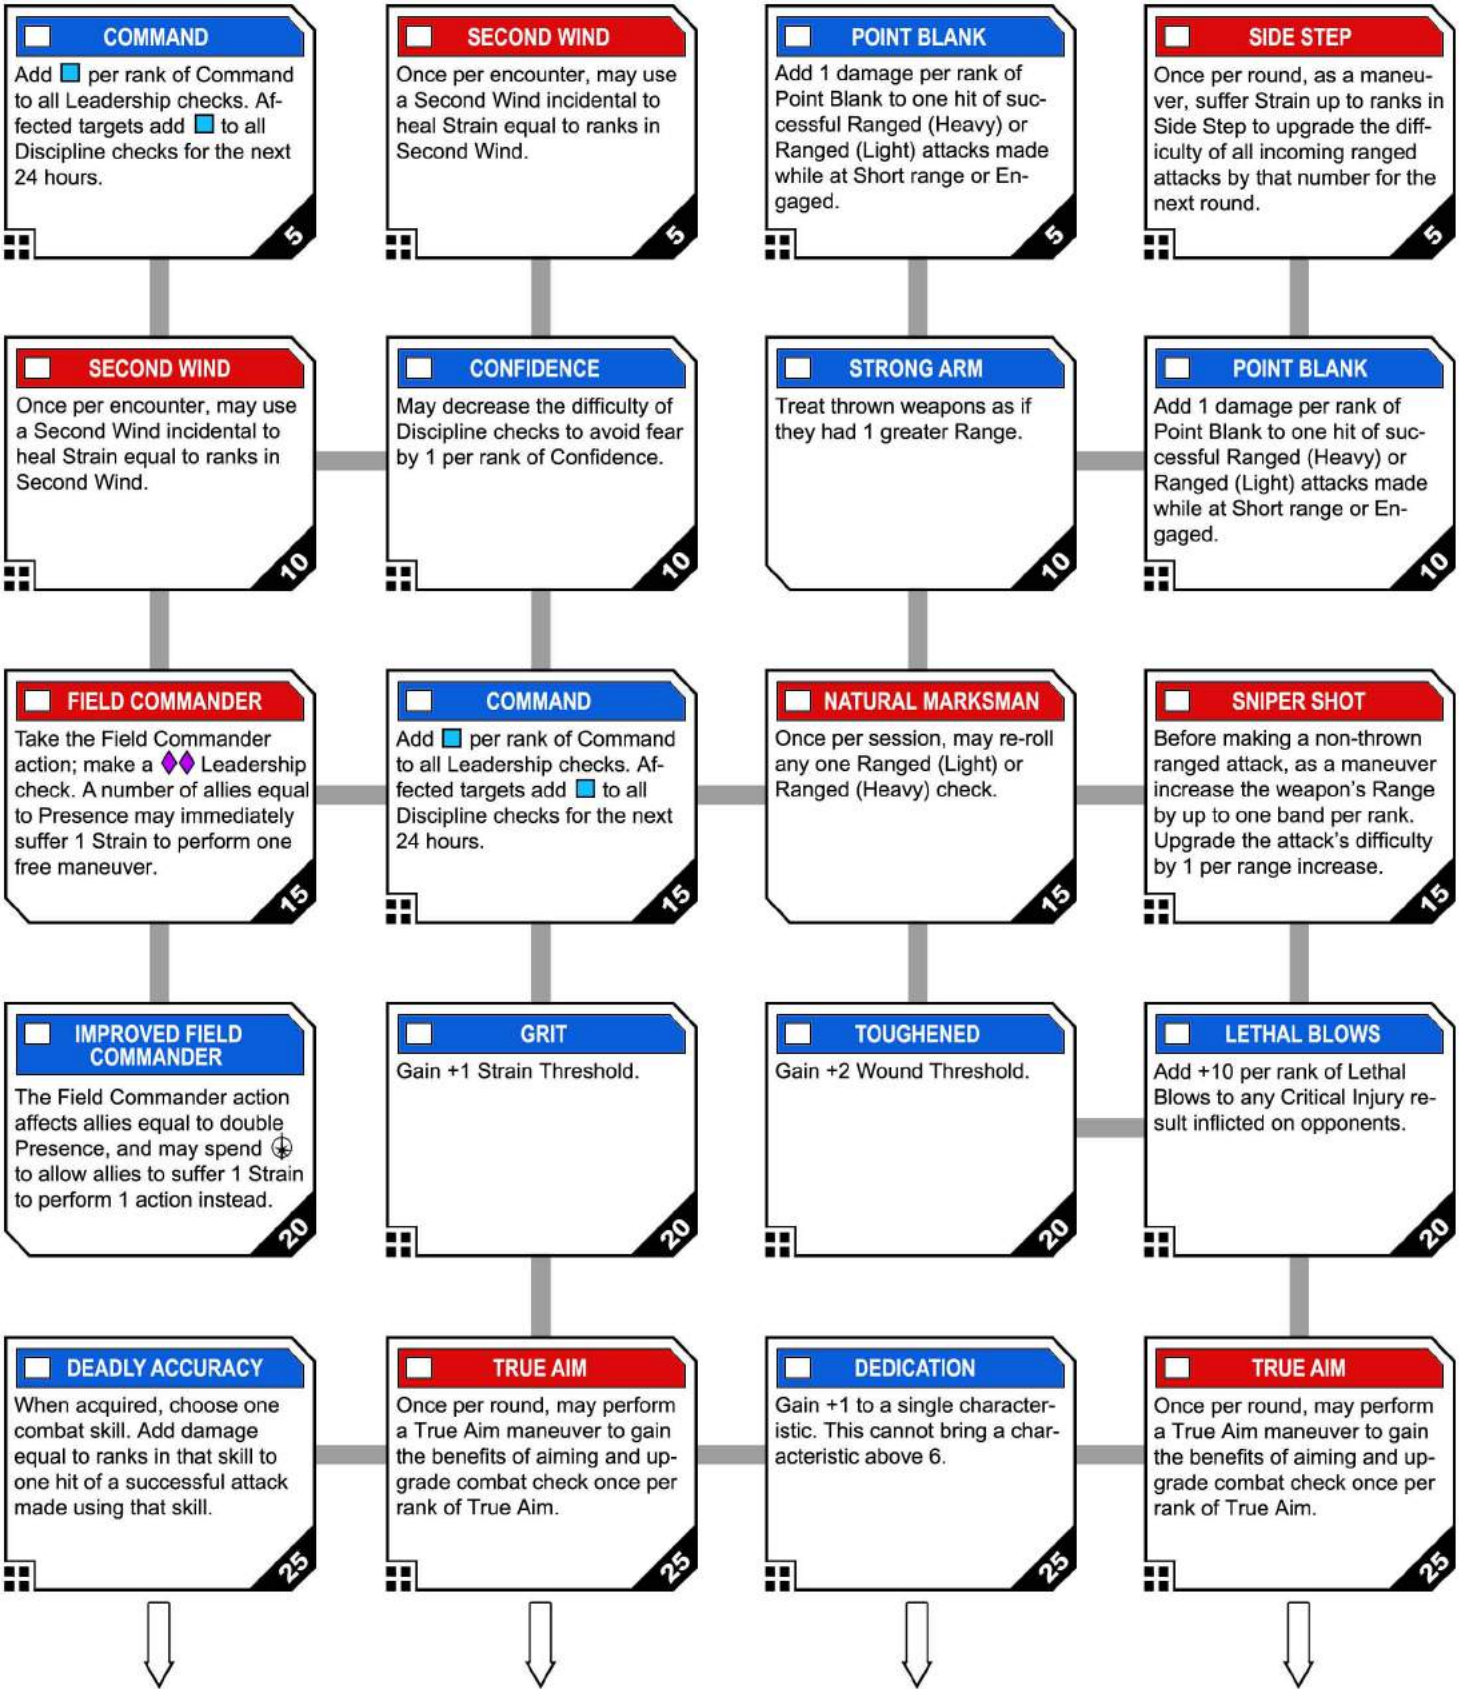 COMMAND
Add per rank of Command
to all Leadership checks. Af-
fected targets add to all
Discipline checks for the next
24 hours.
5
SECOND WIND
Once per encounter, may use
a Second Wind incidental to
heal Strain equal to ranks in
Second Wind.
5
POINT BLANK
Add 1 damage per rank of
Point Blank to one hit of suc-
cessful Ranged (Heavy) or
Ranged (Light) attacks made
while at Short range or En-
gaged.
5
SIDE STEP
Once per round, as a maneu-
ver, suffer Strain up to ranks in
Side Step to upgrade the diff-
iculty of all incoming ranged
attacks by that number for the
next round.
5
SECOND WIND
Once per encounter, may use
a Second Wind incidental to
heal Strain equal to ranks in
Second Wind.
10
CONFIDENCE
May decrease the difficulty of
Discipline checks to avoid fear
by 1 per rank of Confidence.
10
STRONG ARM
Treat thrown weapons as if
they had 1 greater Range.
10
POINT BLANK
Add 1 damage per rank of
Point Blank to one hit of suc-
cessful Ranged (Heavy) or
Ranged (Light) attacks made
while at Short range or En-
gaged.
10
FIELD COMMANDER
Take the Field Commander
action; make a Leadership
check. A number of allies equal
to Presence may immediately
suffer 1 Strain to perform one
free maneuver.
15
COMMAND
Add per rank of Command
to all Leadership checks. Af-
fected targets add to all
Discipline checks for the next
24 hours.
15
NATURAL MARKSMAN
Once per session, may re-roll
any one Ranged (Light) or
Ranged (Heavy) check.
15
SNIPER SHOT
Before making a non-thrown
ranged attack, as a maneuver
increase the weapon's Range
by up to one band per rank.
Upgrade the attack's difficulty
by 1 per range increase.
15
IMPROVED FIELD
COMMANDER
The Field Commander action
affects allies equal to double
Presence, and may spend
to allow allies to suffer 1 Strain
to perform 1 action instead.
20
GRIT
Gain +1 Strain Threshold.
20
TOUGHENED
Gain +2 Wound Threshold.
20
LETHAL BLOWS
Add +10 per rank of Lethal
Blows to any Critical Injury re-
sult inflicted on opponents.
20
DEADLY ACCURACY
When acquired, choose one
combat skill. Add damage
equal to ranks in that skill to
one hit of a successful attack
made using that skill.
25
TRUE AIM
Once per round, may perform
a True Aim maneuver to gain
the benefits of aiming and up-
grade combat check once per
rank of True Aim.
25
DEDICATION
Gain +1 to a single character-
istic. This cannot bring a char-
acteristic above 6.
25
TRUE AIM
Once per round, may perform
a True Aim maneuver to gain
the benefits of aiming and up-
grade combat check once per
rank of True Aim.
25